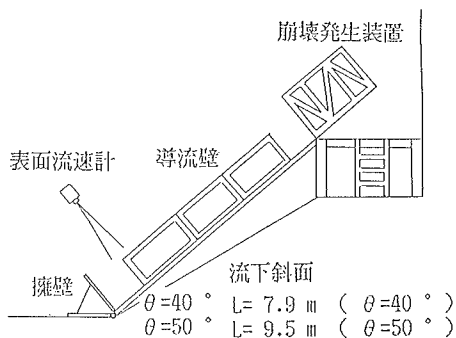 崩壊発生装置
導流壁
表面流速計
擁壁
流下斜面
θ=40° L= 7.9 m ( θ=40° )
θ=50° L= 9.5 m ( θ=50° )